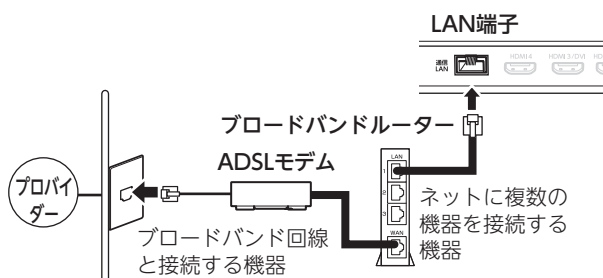 LAN端子
通信
LAN
HDMI 4
HDMI 3/DVI
ブロードバンドルーター
ADSLモデム
プロバイ
ダー
LAN
1
2
3
WAN
ネットに複数の
機器を接続する
機器
ブロードバンド回線
と接続する機器